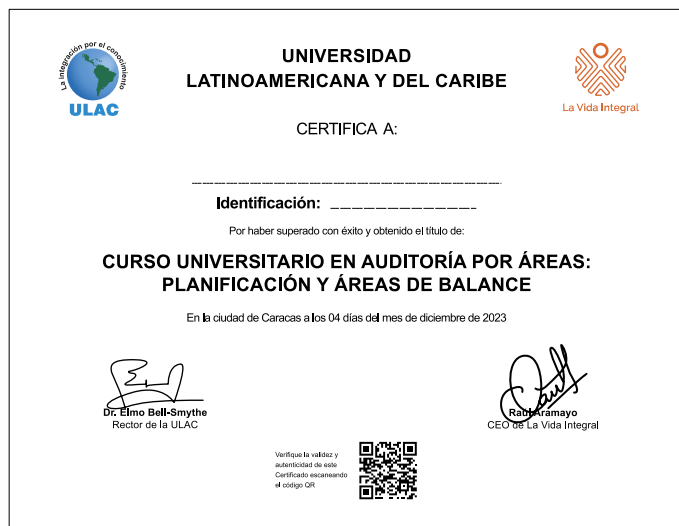 La integración por el conocimiento
ULAC
UNIVERSIDAD
LATINOAMERICANA Y DEL CARIBE
La Vida Integral
CERTIFICA A:
Identificación:
Por haber superado con éxito y obtenido el título de:
CURSO UNIVERSITARIO EN AUDITORÍA POR ÁREAS:
PLANIFICACIÓN Y ÁREAS DE BALANCE
En la ciudad de Caracas a los 04 días del mes de diciembre de 2023
Dr. Elmo Bell-Smythe
Rector de la ULAC
Raúl Aramayo
CEO de La Vida Integral
Verifique la validez y
autenticidad de este
Certificado escaneando
el código QR